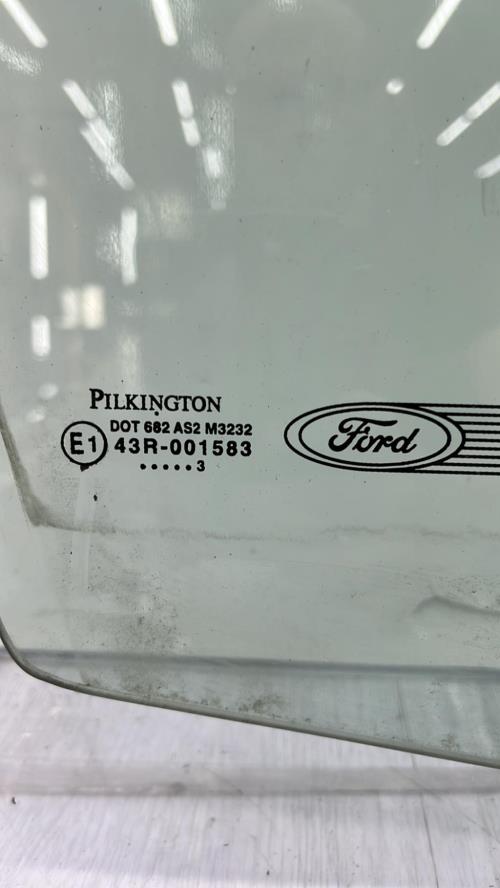 PILKINGTON
DOT 682 AS2 M3232
E1 43R-001583
.....3
Ford